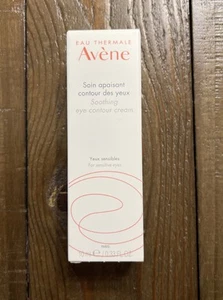 EAU THERMALE
Avène
Soin apaisant
contour des yeux
Soothing
eye contour cream
Yeux sensibles
For sensitive eyes